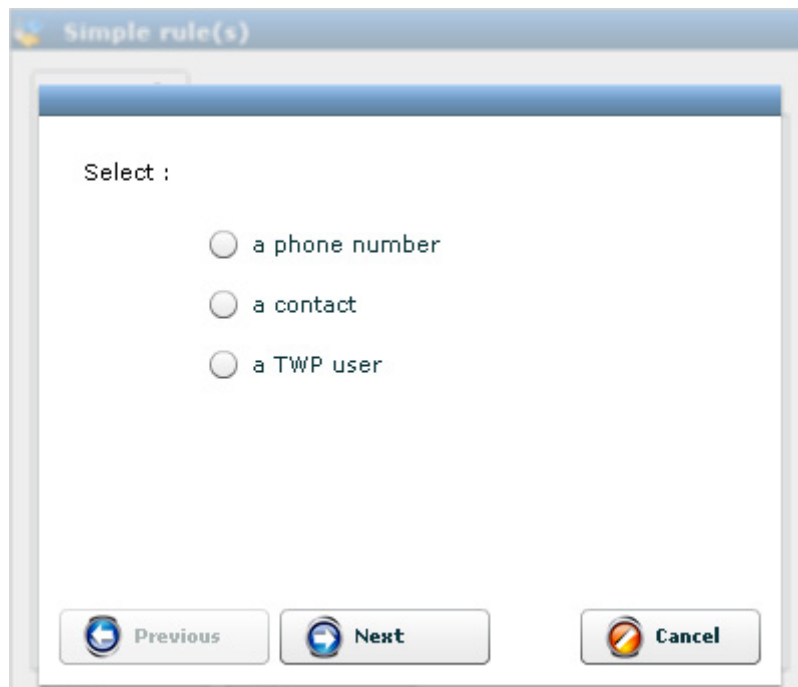 Simple rule(s)
Select :
a phone number
a contact
a TWP user
Previous Next Cancel